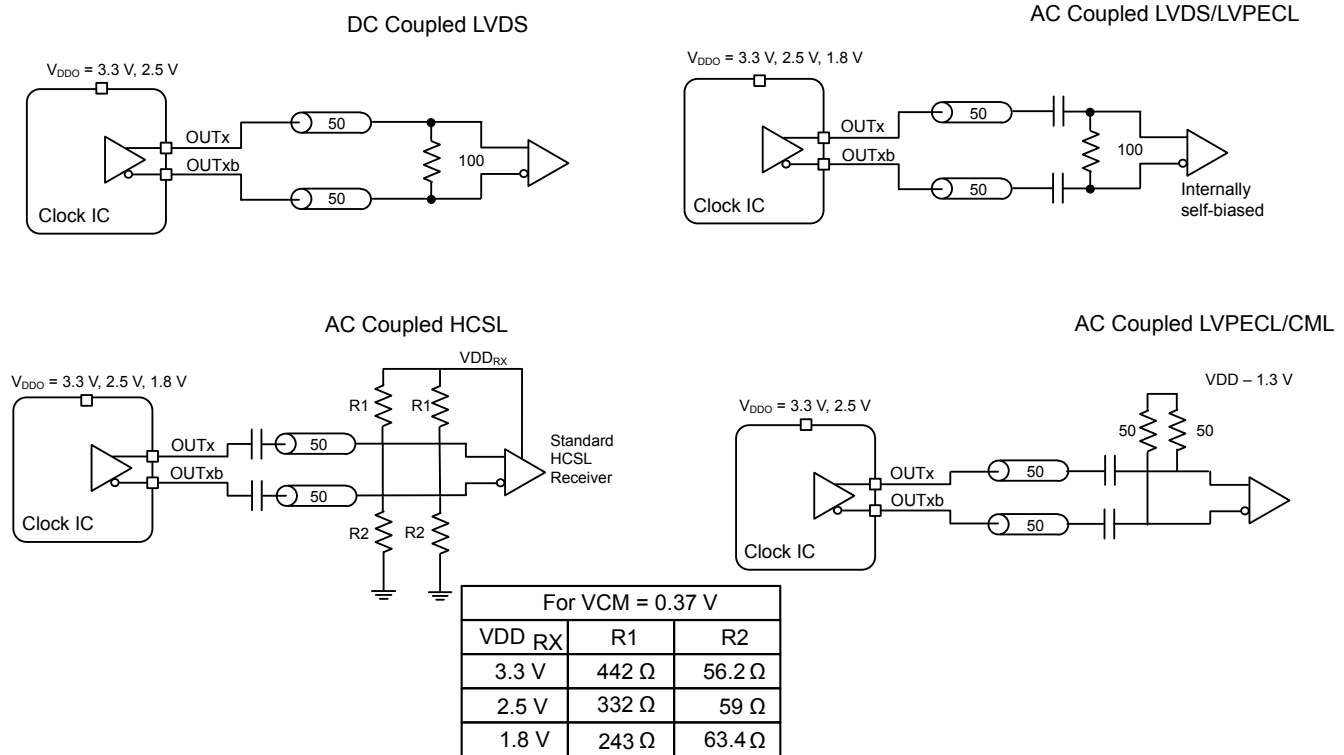 DC Coupled LVDS
V_DDO = 3.3 V, 2.5 V
50
OUTx
OUTxb
100
50
Clock IC
AC Coupled LVDS/LVPECL
V_DDO = 3.3 V, 2.5 V, 1.8 V
50
OUTx
OUTxb
100
50
Clock IC
Internally
self-biased
AC Coupled HCSL
V_DDO = 3.3 V, 2.5 V, 1.8 V
VDD_RX
R1
R1
OUTx
50
OUTxb
50
Standard
HCSL
Receiver
Clock IC
R2
R2
For VCM = 0.37 V
VDD RX R1 R2
3.3 V 442 Ω 56.2 Ω
2.5 V 332 Ω 59 Ω
1.8 V 243 Ω 63.4 Ω
AC Coupled LVPECL/CML
VDD – 1.3 V
V_DDO = 3.3 V, 2.5 V
50
50
OUTx
50
OUTxb
50
Clock IC